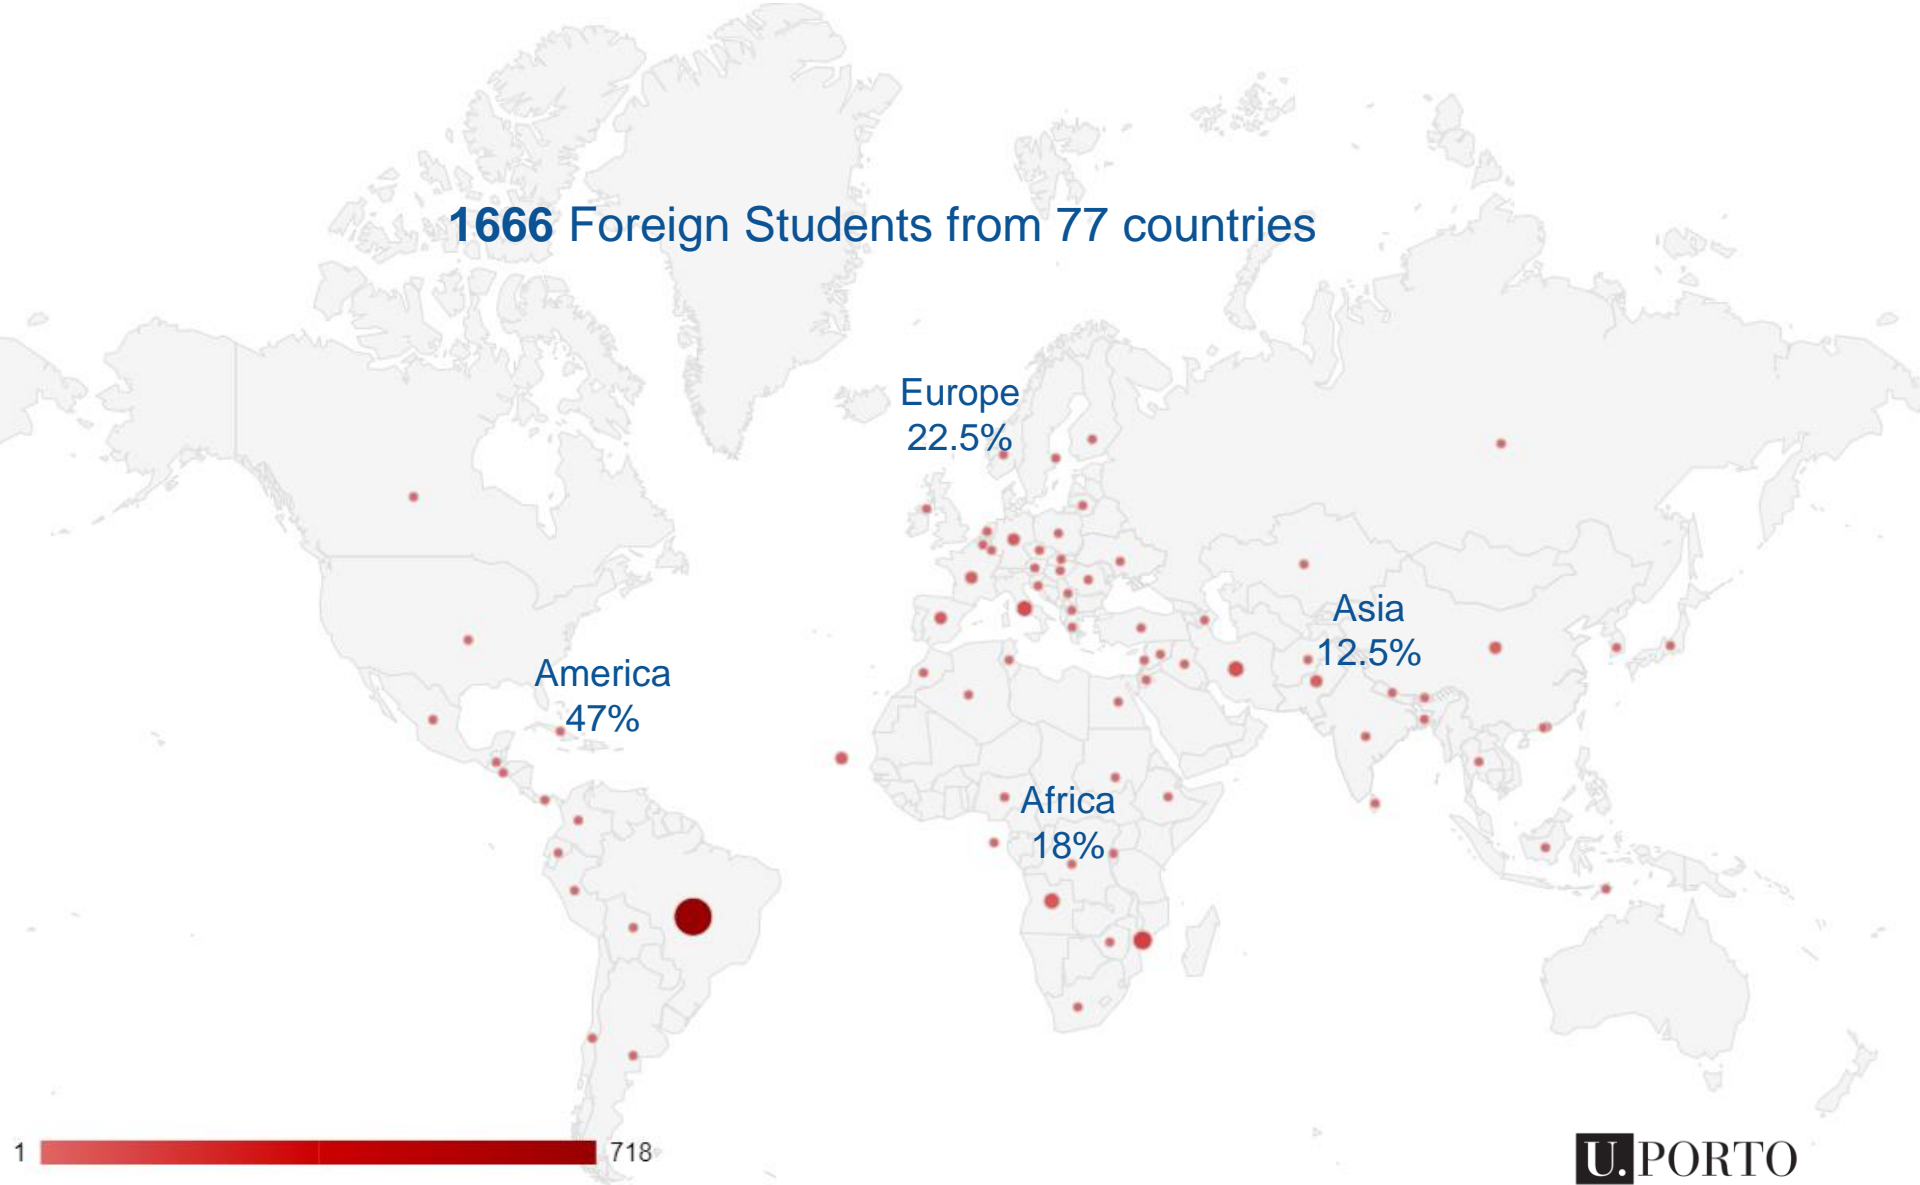 1666 Foreign Students from 77 countries
Europe
22.5%
Asia
12.5%
America
47%
Africa
18%
1
718
U.PORTO